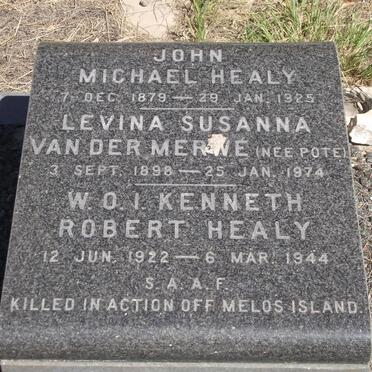 JOHN
MICHAEL HEALY
7 DEC. 1879 — 29 JAN. 1925
LEVINA SUSANNA
VAN DER MERWE (NEE POTE)
3 SEPT. 1898 — 25 JAN. 1974
W.O.I. KENNETH
ROBERT HEALY
12 JUN. 1922 — 6 MAR. 1944
S.A.A.F.
KILLED IN ACTION OFF MELOS ISLAND.